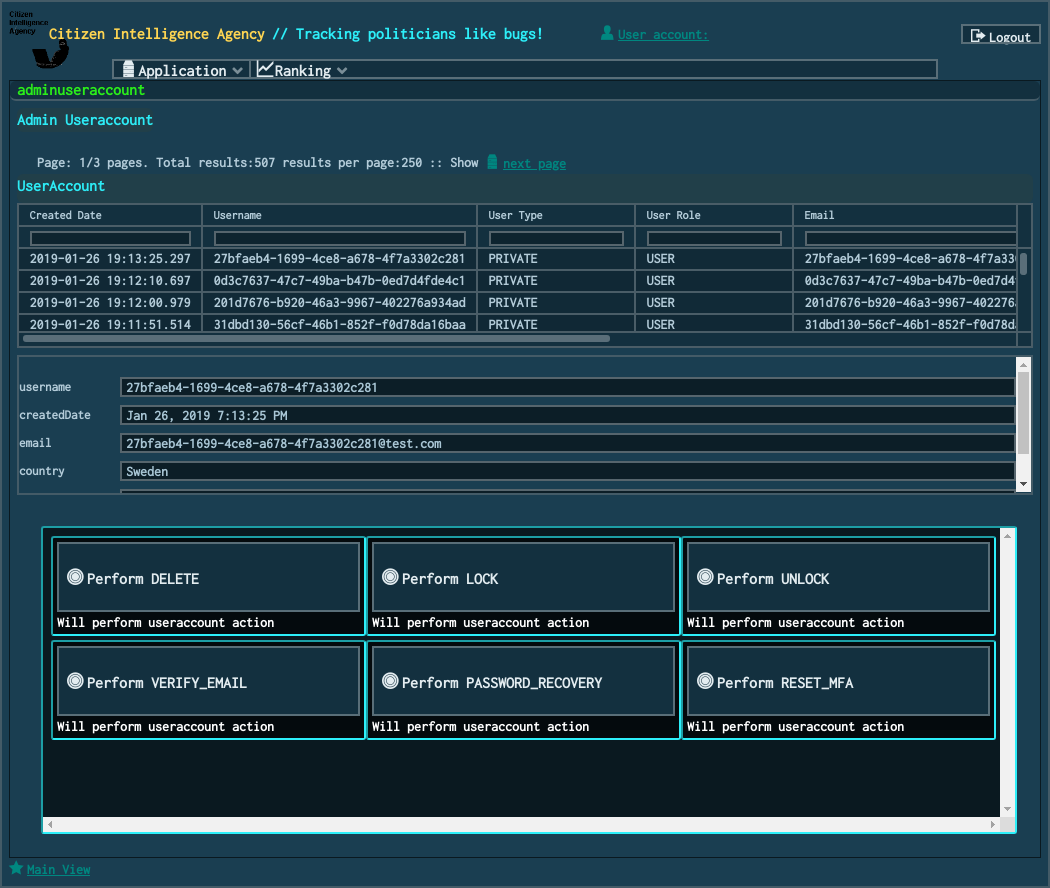 Citizen
Intelligence
Agency
Citizen Intelligence Agency // Tracking politicians like bugs!
User account:
Logout
Application
Ranking
adminuseraccount
Admin Useraccount
Page: 1/3 pages. Total results:507 results per page:250 :: Show next page
UserAccount
Created Date Username User Type User Role Email
2019-01-26 19:13:25.297 27bfaeb4-1699-4ce8-a678-4f7a3302c281 PRIVATE USER 27bfaeb4-1699-4ce8-a678-4f7a33
2019-01-26 19:12:10.697 0d3c7637-47c7-49ba-b47b-0ed7d4fde4c1 PRIVATE USER 0d3c7637-47c7-49ba-b47b-0ed7d4
2019-01-26 19:12:00.979 201d7676-b920-46a3-9967-402276a934ad PRIVATE USER 201d7676-b920-46a3-9967-402276
2019-01-26 19:11:51.514 31dbd130-56cf-46b1-852f-f0d78da16baa PRIVATE USER 31dbd130-56cf-46b1-852f-f0d78d
username 27bfaeb4-1699-4ce8-a678-4f7a3302c281
createdDate Jan 26, 2019 7:13:25 PM
email 27bfaeb4-1699-4ce8-a678-4f7a3302c281@test.com
country Sweden
Perform DELETE
Will perform useraccount action
Perform LOCK
Will perform useraccount action
Perform UNLOCK
Will perform useraccount action
Perform VERIFY_EMAIL
Will perform useraccount action
Perform PASSWORD_RECOVERY
Will perform useraccount action
Perform RESET_MFA
Will perform useraccount action
Main View